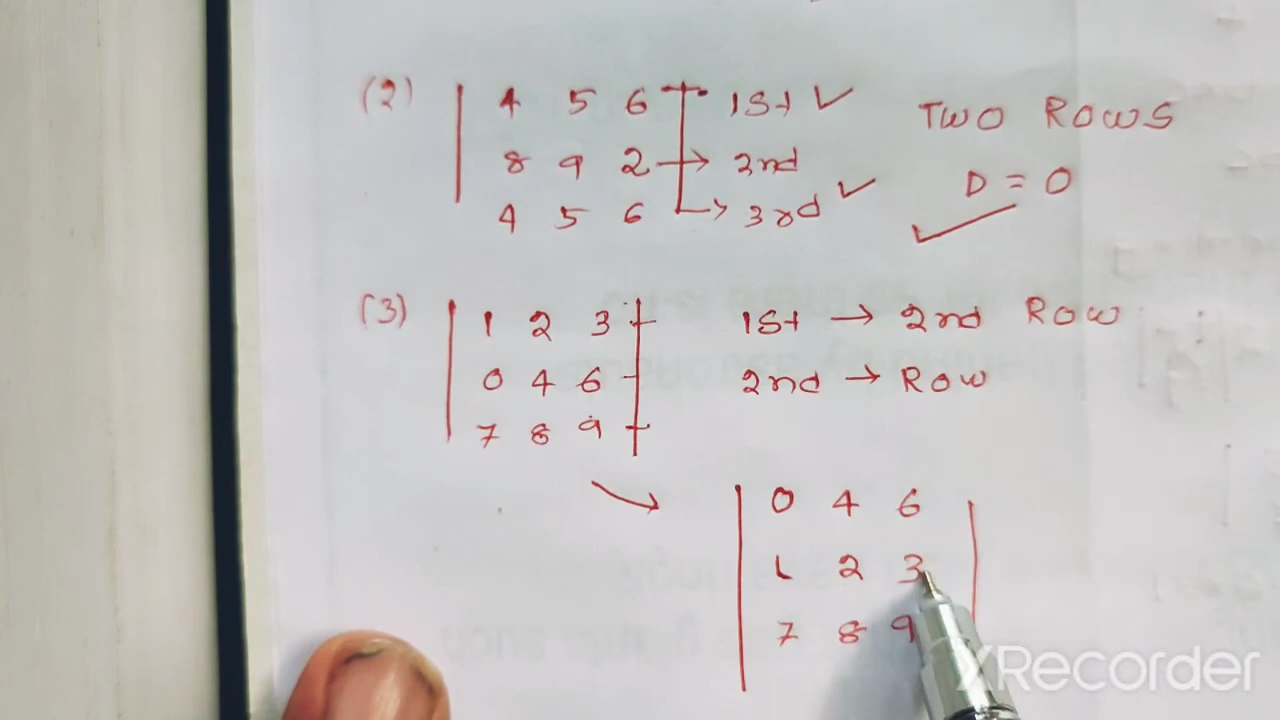 (2) | 4 5 6 → 1st ✓ TWO ROWS
8 9 2 → 2nd
D = 0 ✓
4 5 6 → 3rd ✓
(3) | 1 2 3 | 1st → 2nd ROW
0 4 6 2nd → ROW
7 8 9
→ | 0 4 6 |
1 2 3
7 8 9
XRecorder